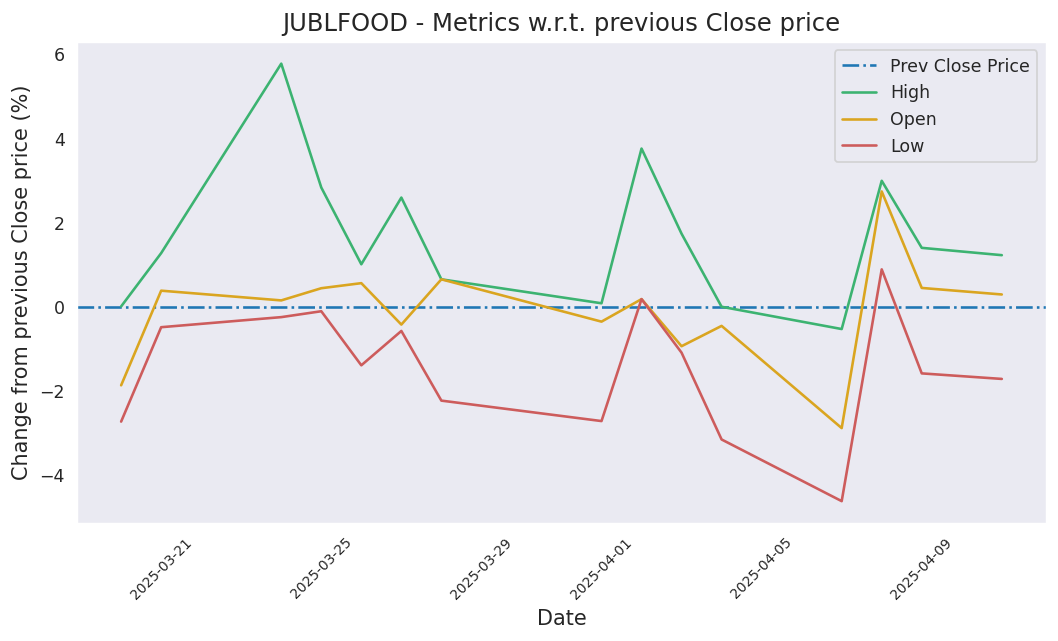 JUBLFOOD - Metrics w.r.t. previous Close price
Change from previous Close price (%)
6
4
2
0
−2
−4
Prev Close Price
High
Open
Low
2025-03-21
2025-03-25
2025-03-29
2025-04-01
2025-04-05
2025-04-09
Date